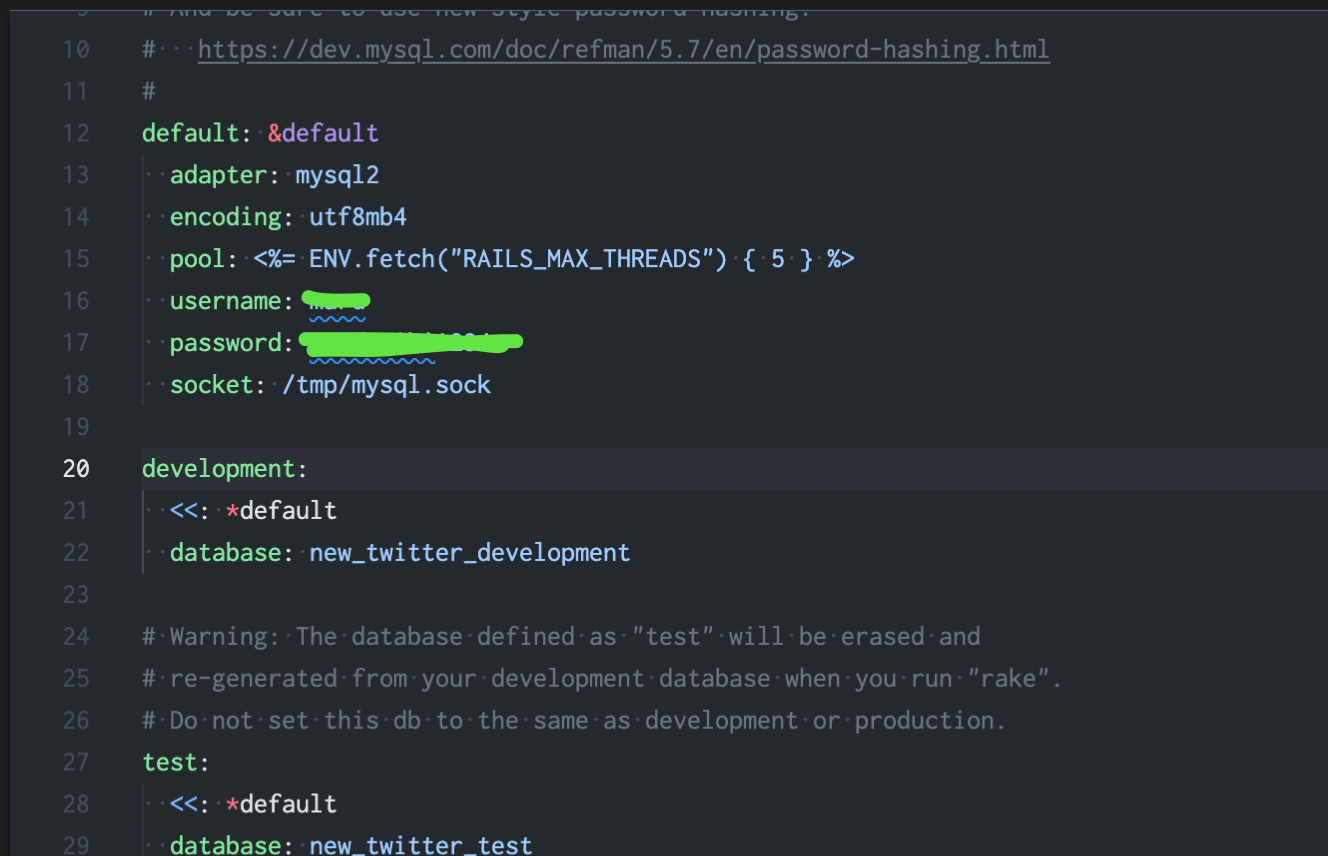 9 # And be sure to use new-style password hashing:
10 #   https://dev.mysql.com/doc/refman/5.7/en/password-hashing.html
11 #
12 default: &default
13   adapter: mysql2
14   encoding: utf8mb4
15   pool: <%= ENV.fetch("RAILS_MAX_THREADS") { 5 } %>
16   username:
17   password:
18   socket: /tmp/mysql.sock
19
20 development:
21   <<: *default
22   database: new_twitter_development
23
24 # Warning: The database defined as "test" will be erased and
25 # re-generated from your development database when you run "rake".
26 # Do not set this db to the same as development or production.
27 test:
28   <<: *default
29   database: new_twitter_test